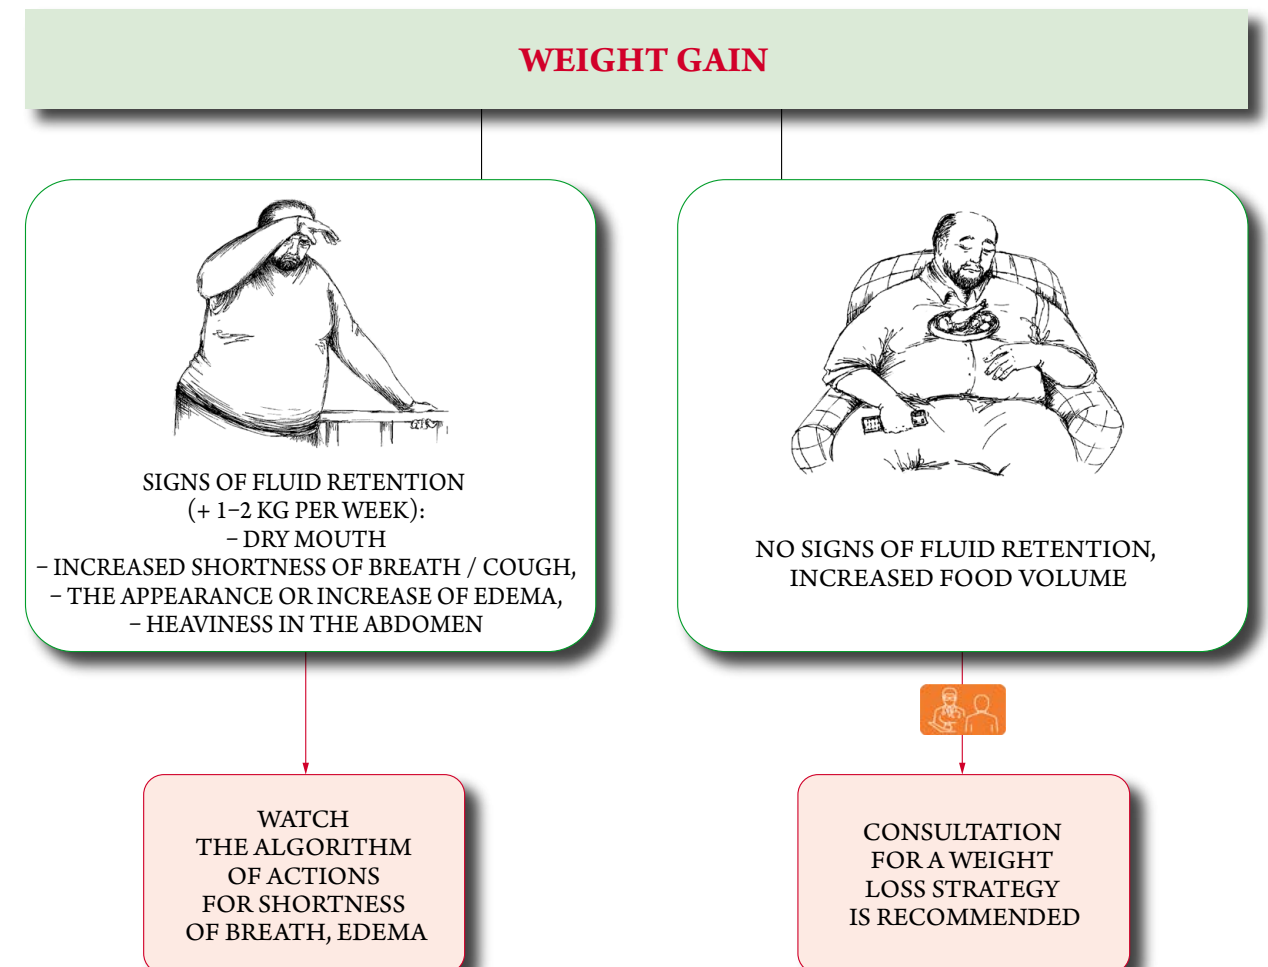 WEIGHT GAIN
SIGNS OF FLUID RETENTION
(+ 1–2 KG PER WEEK):
– DRY MOUTH
– INCREASED SHORTNESS OF BREATH / COUGH,
– THE APPEARANCE OR INCREASE OF EDEMA,
– HEAVINESS IN THE ABDOMEN
NO SIGNS OF FLUID RETENTION,
INCREASED FOOD VOLUME
WATCH
THE ALGORITHM
OF ACTIONS
FOR SHORTNESS
OF BREATH, EDEMA
CONSULTATION
FOR A WEIGHT
LOSS STRATEGY
IS RECOMMENDED